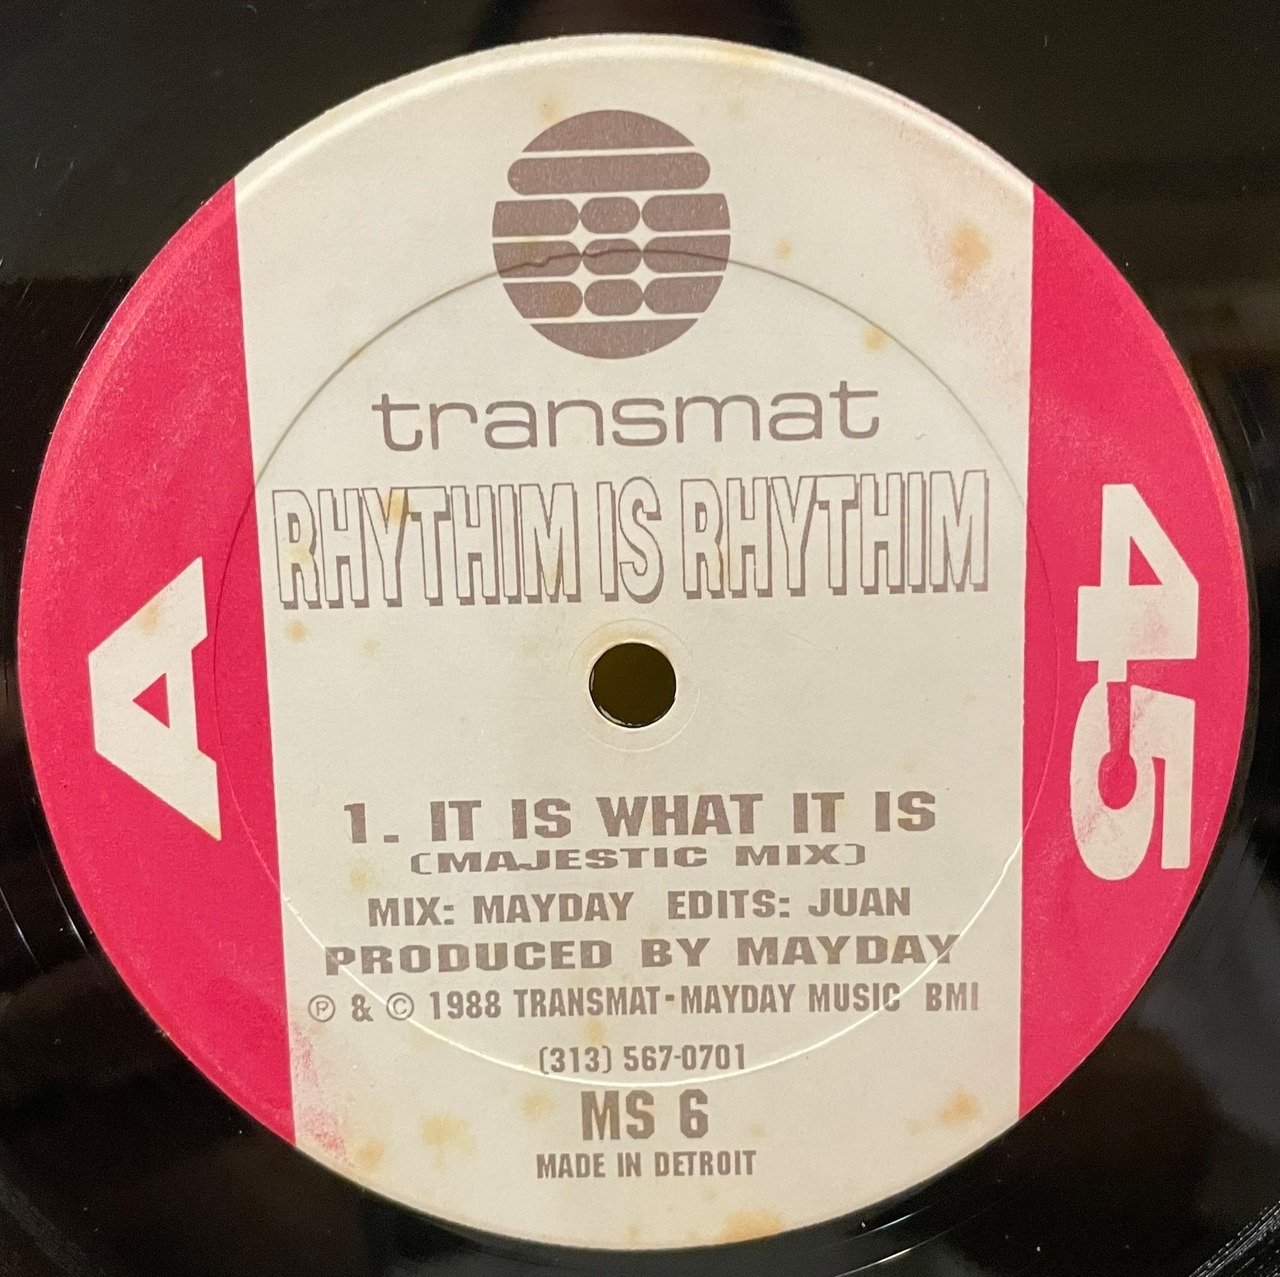 transmat
RHYTHIM IS RHYTHIM
A
45
1. IT IS WHAT IT IS
(MAJESTIC MIX)
MIX: MAYDAY EDITS: JUAN
PRODUCED BY MAYDAY
℗ & © 1988 TRANSMAT-MAYDAY MUSIC BMI
(313) 567-0701
MS 6
MADE IN DETROIT